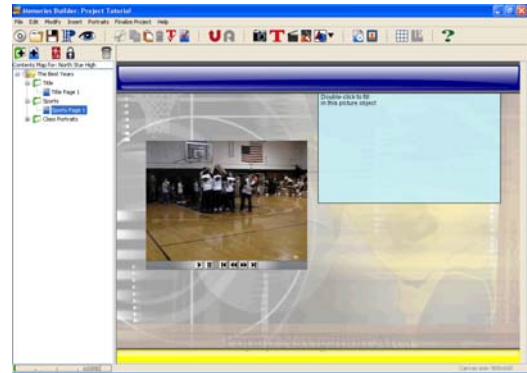 Memories Builder: Project Tutorial
File Edit Modify Insert Portraits Finalize Project Help
Contents Map for: North Star High
The Best Years
Title
Title Page 1
Sports
Sports Page 1
Class Portraits
Double-click to fill
in this picture object